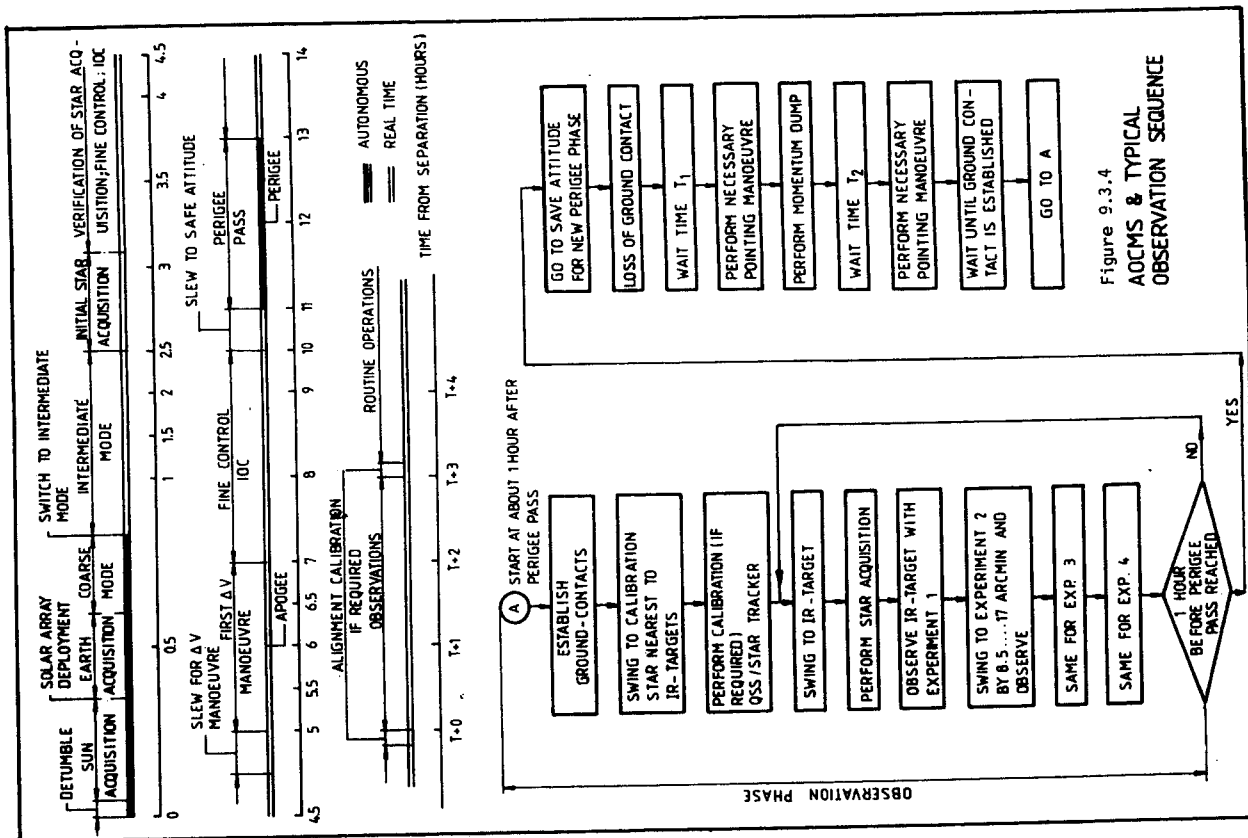 DETUMBLE
SUN
ACQUISITION
SOLAR ARRAY
DEPLOYMENT
EARTH
ACQUISITION
COARSE
MODE
SWITCH TO INTERMEDIATE
MODE
INTERMEDIATE
MODE
INITIAL STAR
ACQUISITION
VERIFICATION OF STAR ACQ-
UISITION; FINE CONTROL; IOC
0 0.5 1 1.5 2 2.5 3 3.5 4 4.5
SLEW FOR ΔV
MANOEUVRE
FIRST ΔV
MANOEUVRE
FINE CONTROL
IOC
SLEW TO SAFE ATTITUDE
PERIGEE
PASS
APOGEE
PERIGEE
4.5 5 5.5 6 6.5 7 8 9 10 11 12 13 14
ALIGNMENT CALIBRATION
IF REQUIRED
OBSERVATIONS
ROUTINE OPERATIONS
AUTONOMOUS
REAL TIME
TIME FROM SEPARATION (HOURS)
T+0 T+1 T+2 T+3 T+4
OBSERVATION PHASE
A
START AT ABOUT 1 HOUR AFTER
PERIGEE PASS
ESTABLISH
GROUND-CONTACTS
SWING TO CALIBRATION
STAR NEAREST TO
IR-TARGETS
PERFORM CALIBRATION (IF
REQUIRED)
QSS/STAR TRACKER
SWING TO IR-TARGET
PERFORM STAR ACQUISITION
OBSERVE IR-TARGET WITH
EXPERIMENT 1
SWING TO EXPERIMENT 2
BY 8.5....17 ARCMIN AND
OBSERVE
SAME FOR EXP. 3
SAME FOR EXP. 4
1 HOUR
BEFORE PERIGEE
PASS REACHED
NO
YES
GO TO SAVE ATTITUDE
FOR NEW PERIGEE PHASE
LOSS OF GROUND CONTACT
WAIT TIME T1
PERFORM NECESSARY
POINTING MANOEUVRE
PERFORM MOMENTUM DUMP
WAIT TIME T2
PERFORM NECESSARY
POINTING MANOEUVRE
WAIT UNTIL GROUND CON-
TACT IS ESTABLISHED
GO TO A
Figure 9.3.4
AOCMS & TYPICAL
OBSERVATION SEQUENCE